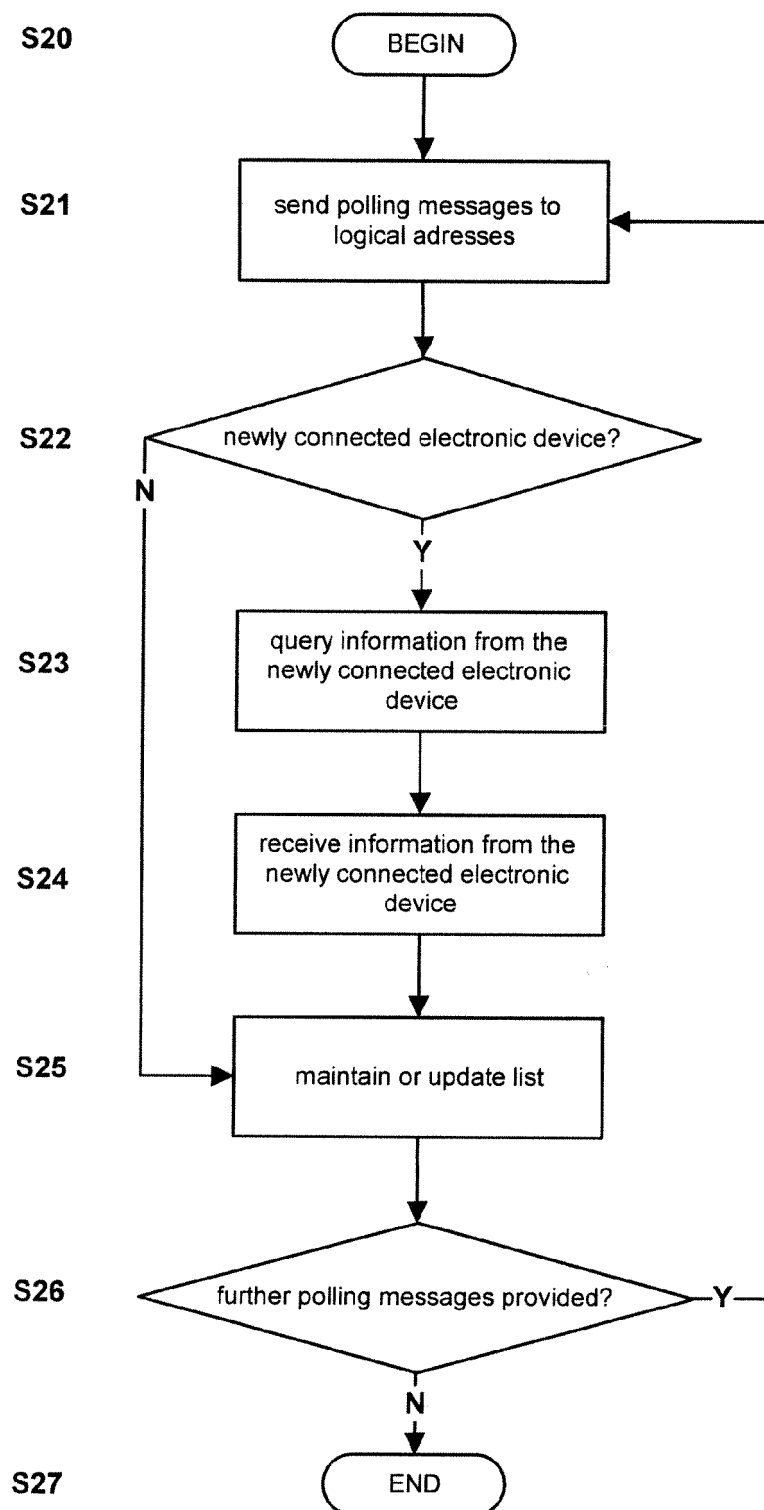 S20
BEGIN
S21
send polling messages to
logical adresses
S22
newly connected electronic device?
N
Y
S23
query information from the
newly connected electronic
device
S24
receive information from the
newly connected electronic
device
S25
maintain or update list
S26
further polling messages provided?
Y
N
S27
END